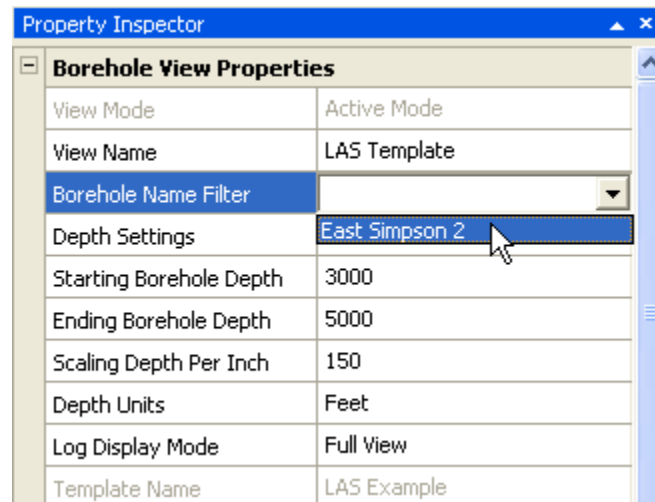 Property Inspector
Borehole View Properties
View Mode Active Mode
View Name LAS Template
Borehole Name Filter
Depth Settings East Simpson 2
Starting Borehole Depth 3000
Ending Borehole Depth 5000
Scaling Depth Per Inch 150
Depth Units Feet
Log Display Mode Full View
Template Name LAS Example